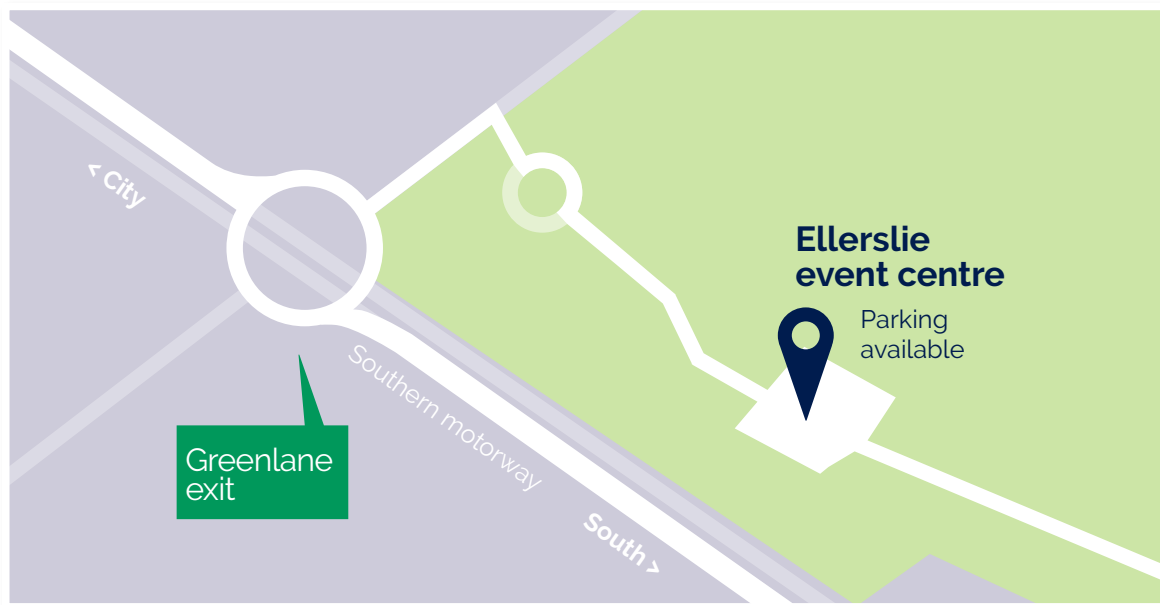 < City
Ellerslie
event centre
Parking
available
Southern motorway
Greenlane
exit
South >